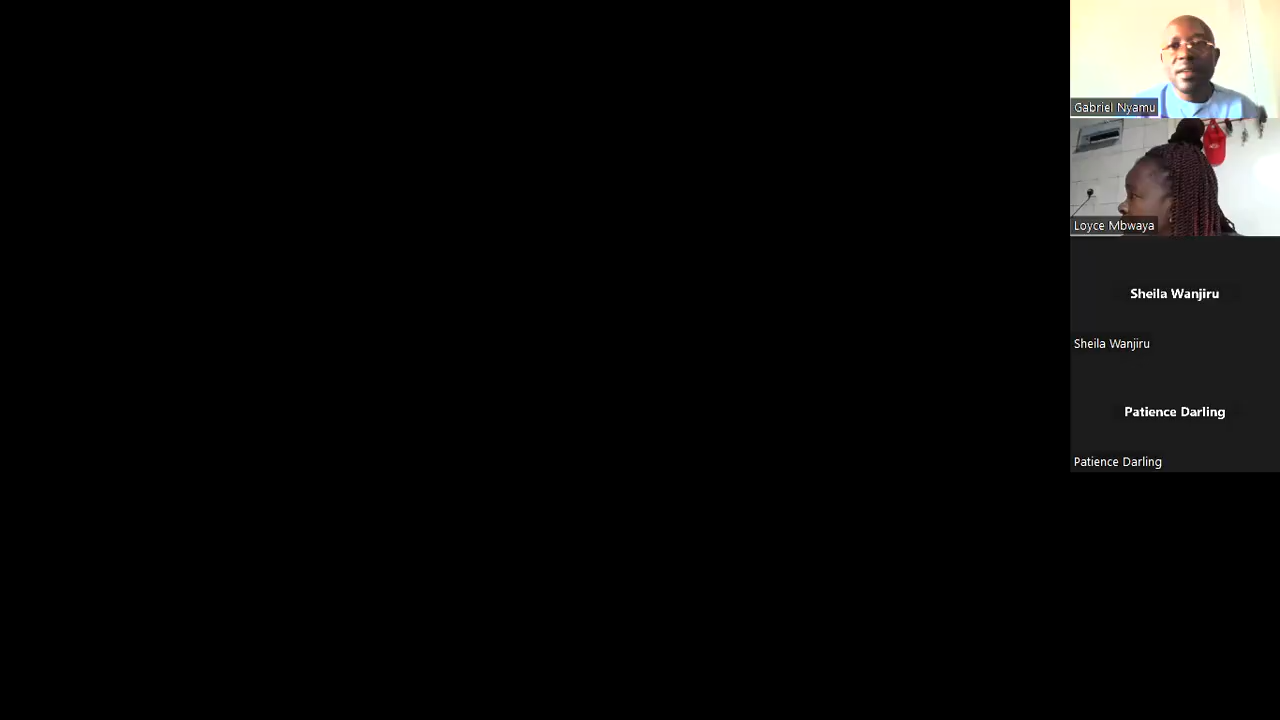 Gabriel Nyamu
Loyce Mbwaya
Sheila Wanjiru
Sheila Wanjiru
Patience Darling
Patience Darling